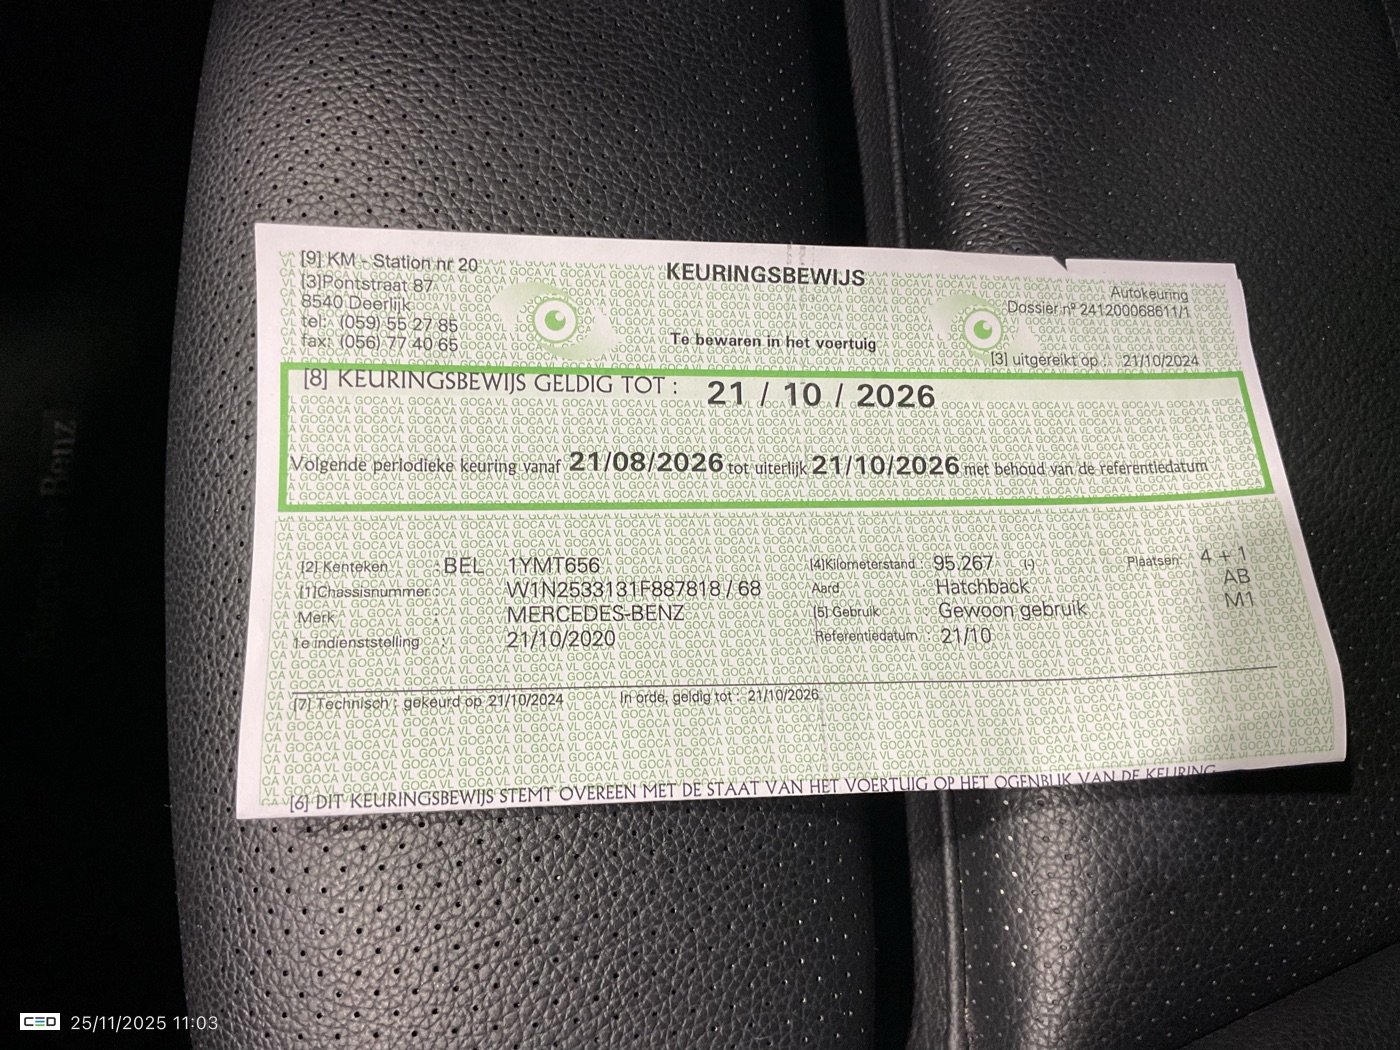 [9] KM - Station nr 20
[3]Pontstraat 87
8540 Deerlijk
tel: (059) 55 27 85
fax: (056) 77 40 65
KEURINGSBEWIJS
Te bewaren in het voertuig
Autokeuring
Dossier nº 241200068611/1
[3] uitgereikt op : 21/10/2024
[8] KEURINGSBEWIJS GELDIG TOT : 21 / 10 / 2026
Volgende periodieke keuring vanaf 21/08/2026 tot uiterlijk 21/10/2026 met behoud van de referentiedatum
[2] Kenteken : BEL 1YMT656
[1]Chassisnummer : W1N2533131F887818 / 68
Merk : MERCEDES-BENZ
1e indienststelling : 21/10/2020
[4]Kilometerstand : 95.267 (-)
Aard : Hatchback
[5] Gebruik : Gewoon gebruik
Referentiedatum : 21/10
Plaatsen: 4 + 1
AB
M1
[7] Technisch : gekeurd op 21/10/2024 In orde, geldig tot : 21/10/2026
[6] DIT KEURINGSBEWIJS STEMT OVEREEN MET DE STAAT VAN HET VOERTUIG OP HET OGENBLIK VAN DE KEURING
Benz
CED 25/11/2025 11:03